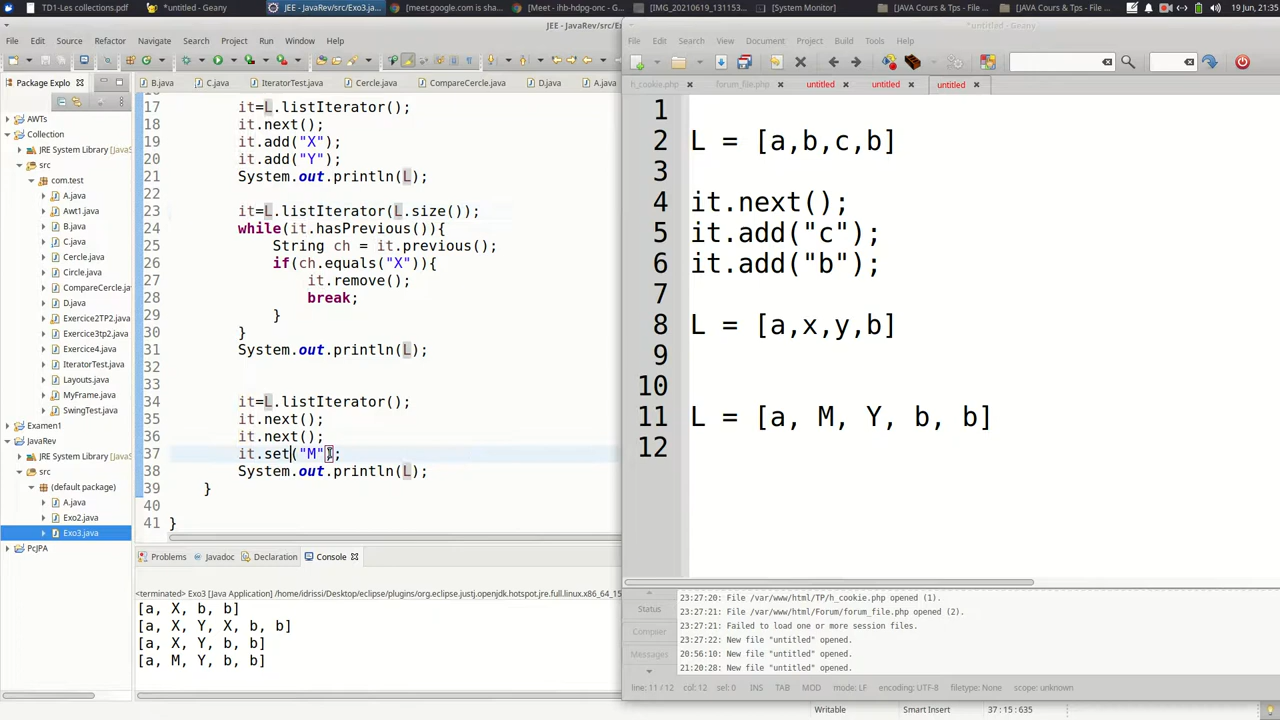 TD1-Les collections.pdf
*untitled - Geany
JEE - JavaRev/src/Exo3.j...
[meet.google.com is sha...
[Meet - ihb-hdpg-onc - ...
[IMG_20210619_131153...
[System Monitor]
[JAVA Cours & Tps - File ...
[JAVA Cours & Tps - File ...
19 Jun, 21:35
JEE - JavaRev/src/Ex
*untitled - Geany
File Edit Source Refactor Navigate Search Project Run Window Help
File Edit Search View Document Project Build Tools Help
Package Explo
B.java C.java IteratorTest.java Cercle.java CompareCercle.java D.java A.java
h_cookie.php forum_file.php untitled untitled untitled
AWTs
Collection
JRE System Library [JavaS
src
com.test
A.java
Awt1.java
B.java
C.java
Cercle.java
Circle.java
CompareCercle.java
D.java
Exercice2TP2.java
Exercice3tp2.java
Exercice4.java
IteratorTest.java
Layouts.java
MyFrame.java
SwingTest.java
Examen1
JavaRev
JRE System Library [JavaS
src
(default package)
A.java
Exo2.java
Exo3.java
PcJPA
17 it=L.listIterator();
18 it.next();
19 it.add("X");
20 it.add("Y");
21 System.out.println(L);
22
23 it=L.listIterator(L.size());
24 while(it.hasPrevious()){
25 String ch = it.previous();
26 if(ch.equals("X")){
27 it.remove();
28 break;
29 }
30 }
31 System.out.println(L);
32
33
34 it=L.listIterator();
35 it.next();
36 it.next();
37 it.set("M");
38 System.out.println(L);
39 }
40
41 }
1
2 L = [a,b,c,b]
3
4 it.next();
5 it.add("c");
6 it.add("b");
7
8 L = [a,x,y,b]
9
10
11 L = [a, M, Y, b, b]
12
Problems Javadoc Declaration Console
<terminated> Exo3 [Java Application] /home/idrissi/Desktop/eclipse/plugins/org.eclipse.justj.openjdk.hotspot.jre.full.linux.x86_64_15
[a, X, b, b]
[a, X, Y, X, b, b]
[a, X, Y, b, b]
[a, M, Y, b, b]
Status
Compiler
Messages
23:27:20: File /var/www/html/TP/h_cookie.php opened (1).
23:27:21: File /var/www/html/Forum/forum_file.php opened (2).
23:27:21: Failed to load one or more session files.
23:27:22: New file "untitled" opened.
20:56:10: New file "untitled" opened.
21:20:28: New file "untitled" opened.
line: 11 / 12 col: 12 sel: 0 INS TAB MOD mode: LF encoding: UTF-8 filetype: None scope: unknown
Writable Smart Insert 37 : 15 : 635